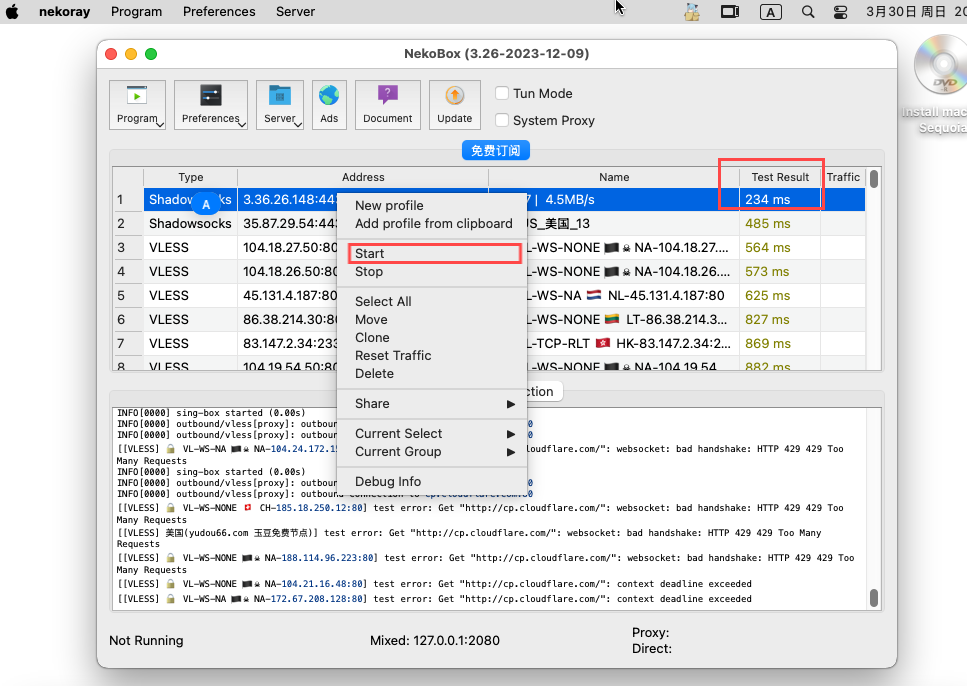 nekoray Program Preferences Server A 3月30日 周日 20
NekoBox (3.26-2023-12-09)
Program Preferences Server Ads Document Update
Tun Mode
System Proxy
DVD
Install mac
Sequoia
免费订阅
Type Address Name Test Result Traffic
1 Shadowsocks 3.36.26.148:44 | 4.5MB/s 234 ms
A
2 Shadowsocks 35.87.29.54:44 S_美国_13 485 ms
3 VLESS 104.18.27.50:80 L-WS-NONE 🏴☠ NA-104.18.27.... 564 ms
4 VLESS 104.18.26.50:80 L-WS-NONE 🏴☠ NA-104.18.26.... 573 ms
5 VLESS 45.131.4.187:80 L-WS-NA 🇳🇱 NL-45.131.4.187:80 625 ms
6 VLESS 86.38.214.30:80 L-WS-NONE 🇱🇹 LT-86.38.214.3... 827 ms
7 VLESS 83.147.2.34:233 L-TCP-RLT 🇭🇰 HK-83.147.2.34:2... 869 ms
8 VLESS 104.19.54.50:80 L-WS-NONE 🏴☠ NA-104.19.54 882 ms
New profile
Add profile from clipboard
Start
Stop
Select All
Move
Clone
Reset Traffic
Delete
Share
Current Select
Current Group
Debug Info
ction
INFO[0000] sing-box started (0.00s)
INFO[0000] outbound/vless[proxy]: outboun 0
INFO[0000] outbound/vless[proxy]: outboun 0
[[VLESS] 🔒 VL-WS-NA 🏴☠ NA-104.24.172.1 loudflare.com/": websocket: bad handshake: HTTP 429 429 Too
Many Requests
INFO[0000] sing-box started (0.00s)
INFO[0000] outbound/vless[proxy]: outboun 0
INFO[0000] outbound/vless[proxy]: outbound connection to cp.cloudflare.com:80
[[VLESS] 🔒 VL-WS-NONE 🇨🇭 CH-185.18.250.12:80] test error: Get "http://cp.cloudflare.com/": websocket: bad handshake: HTTP 429 429 Too
Many Requests
[[VLESS] 美国(yudou66.com 玉豆免费节点)] test error: Get "http://cp.cloudflare.com/": websocket: bad handshake: HTTP 429 429 Too Many
Requests
[[VLESS] 🔒 VL-WS-NONE 🏴☠ NA-188.114.96.223:80] test error: Get "http://cp.cloudflare.com/": websocket: bad handshake: HTTP 429 429 Too
Many Requests
[[VLESS] 🔒 VL-WS-NONE 🏴☠ NA-104.21.16.48:80] test error: Get "http://cp.cloudflare.com/": context deadline exceeded
[[VLESS] 🔒 VL-WS-NA 🏴☠ NA-172.67.208.128:80] test error: Get "http://cp.cloudflare.com/": context deadline exceeded
Not Running Mixed: 127.0.0.1:2080 Proxy:
Direct: